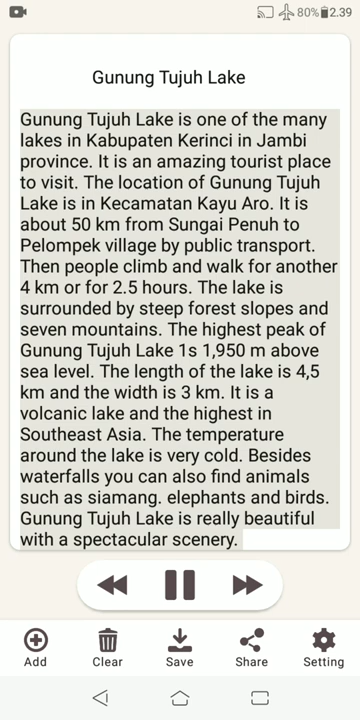 80% 2.39
Gunung Tujuh Lake
Gunung Tujuh Lake is one of the many
lakes in Kabupaten Kerinci in Jambi
province. It is an amazing tourist place
to visit. The location of Gunung Tujuh
Lake is in Kecamatan Kayu Aro. It is
about 50 km from Sungai Penuh to
Pelompek village by public transport.
Then people climb and walk for another
4 km or for 2.5 hours. The lake is
surrounded by steep forest slopes and
seven mountains. The highest peak of
Gunung Tujuh Lake 1s 1,950 m above
sea level. The length of the lake is 4,5
km and the width is 3 km. It is a
volcanic lake and the highest in
Southeast Asia. The temperature
around the lake is very cold. Besides
waterfalls you can also find animals
such as siamang. elephants and birds.
Gunung Tujuh Lake is really beautiful
with a spectacular scenery.
Add Clear Save Share Setting